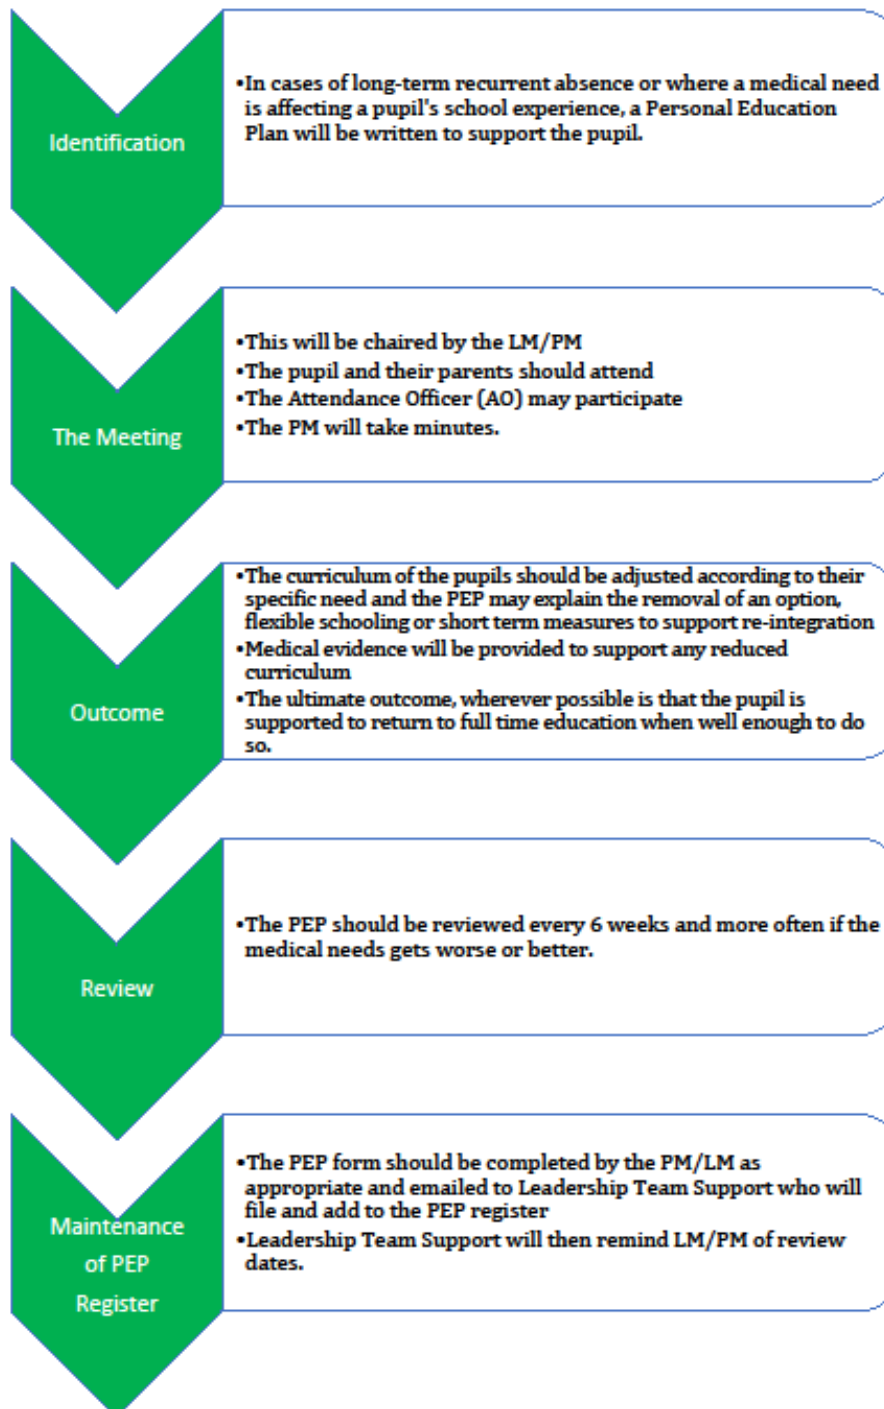 Identification
•In cases of long-term recurrent absence or where a medical need
is affecting a pupil's school experience, a Personal Education
Plan will be written to support the pupil.
The Meeting
•This will be chaired by the LM/PM
•The pupil and their parents should attend
•The Attendance Officer (AO) may participate
•The PM will take minutes.
Outcome
•The curriculum of the pupils should be adjusted according to their
specific need and the PEP may explain the removal of an option,
flexible schooling or short term measures to support re-integration
•Medical evidence will be provided to support any reduced
curriculum
•The ultimate outcome, wherever possible is that the pupil is
supported to return to full time education when well enough to do
so.
Review
•The PEP should be reviewed every 6 weeks and more often if the
medical needs gets worse or better.
Maintenance
of PEP
Register
•The PEP form should be completed by the PM/LM as
appropriate and emailed to Leadership Team Support who will
file and add to the PEP register
•Leadership Team Support will then remind LM/PM of review
dates.